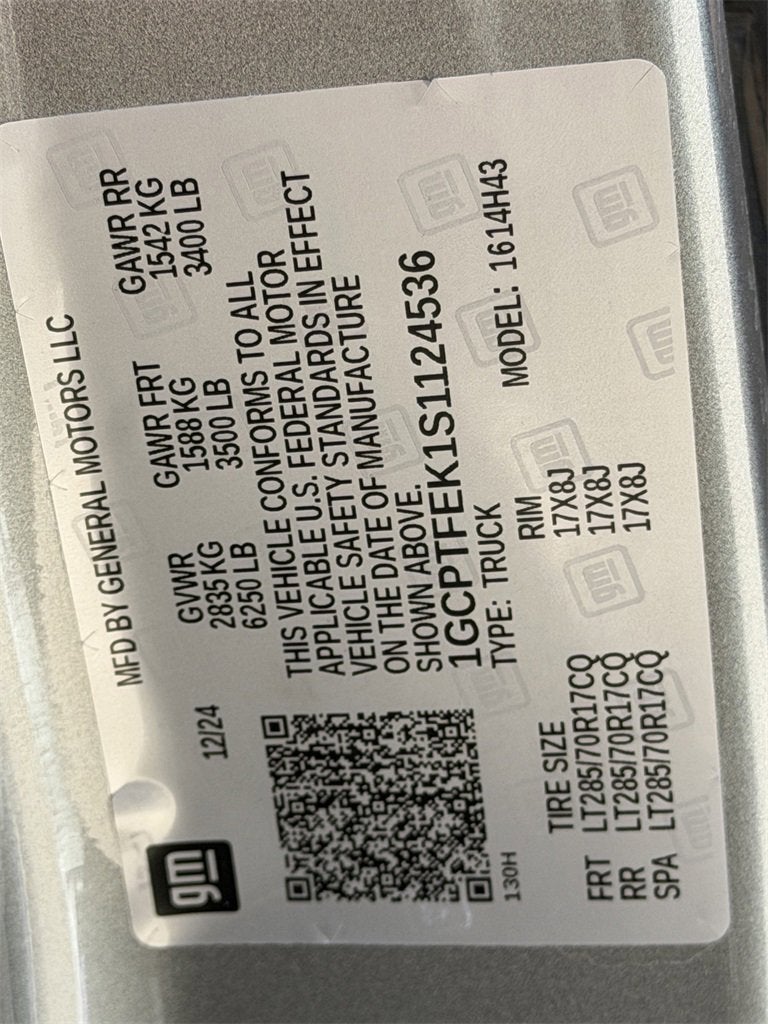 gm
MFD BY GENERAL MOTORS LLC
12/24
GVWR GAWR FRT GAWR RR
2835 KG 1588 KG 1542 KG
6250 LB 3500 LB 3400 LB
THIS VEHICLE CONFORMS TO ALL
APPLICABLE U.S. FEDERAL MOTOR
VEHICLE SAFETY STANDARDS IN EFFECT
ON THE DATE OF MANUFACTURE
SHOWN ABOVE.
1GCPTFEK1S1124536
TYPE: TRUCK MODEL: 1614H43
130H
TIRE SIZE RIM
FRT LT285/70R17CQ 17X8J
RR LT285/70R17CQ 17X8J
SPA LT285/70R17CQ 17X8J